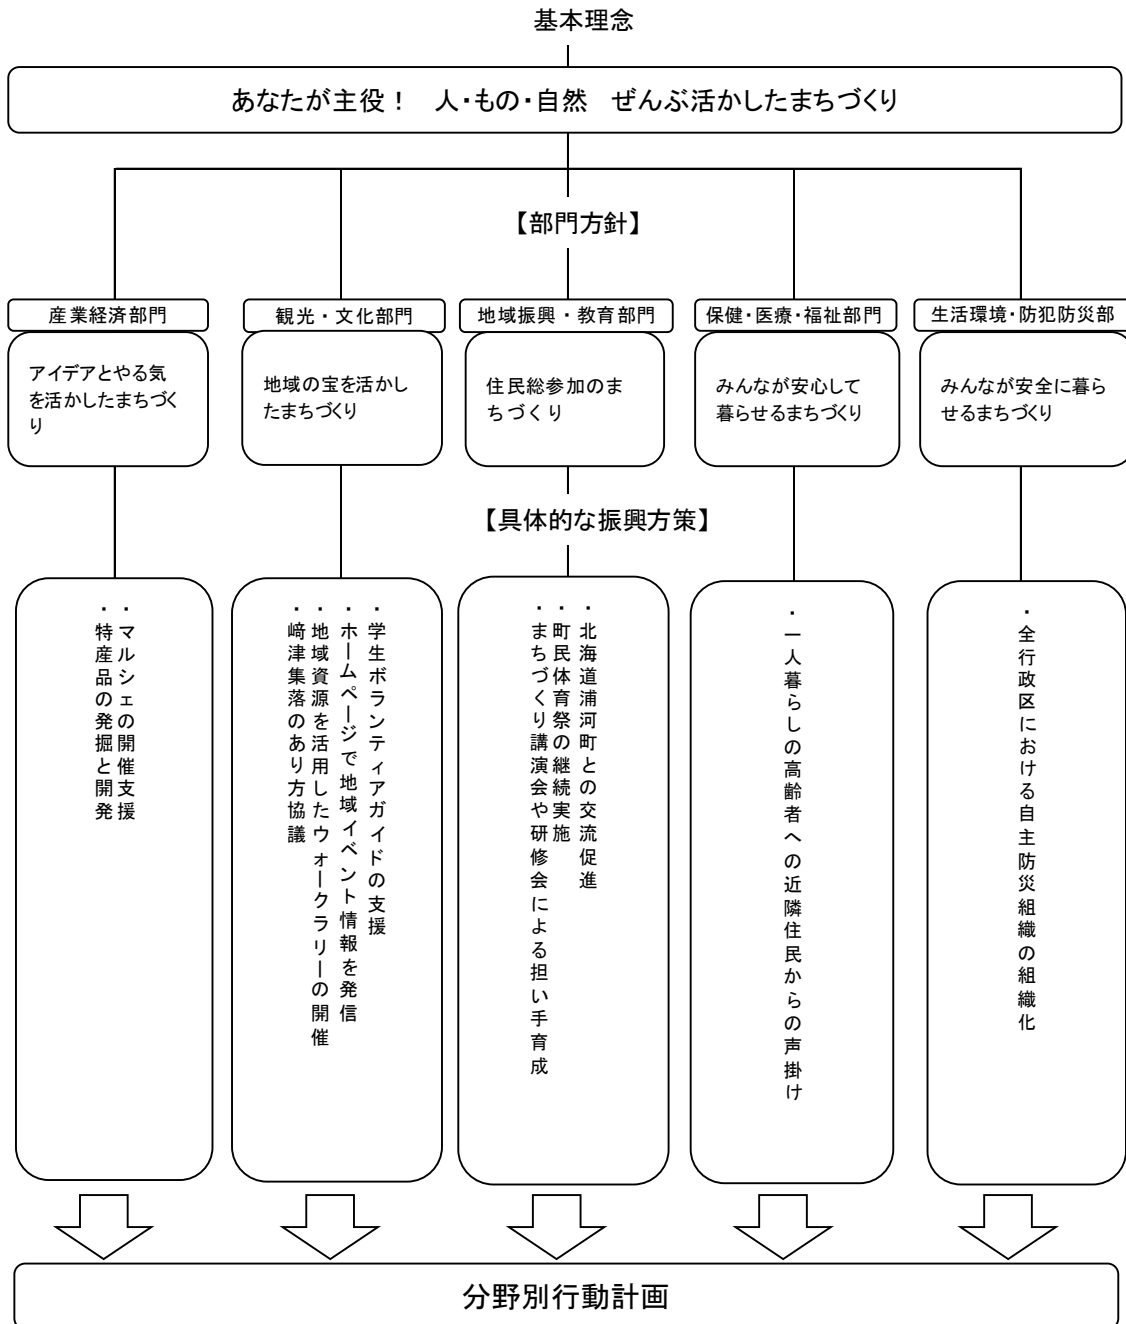 基本理念
あなたが主役！　人・もの・自然　ぜんぶ活かしたまちづくり
【部門方針】
産業経済部門
観光・文化部門
地域振興・教育部門
保健・医療・福祉部門
生活環境・防犯防災部
アイデアとやる気
を活かしたまちづく
り
地域の宝を活かし
たまちづくり
住民総参加のま
ちづくり
みんなが安心して
暮らせるまちづくり
みんなが安全に暮ら
せるまちづくり
【具体的な振興方策】
・マルシェの開催支援
・特産品の発掘と開発
・学生ボランティアガイドの支援
・ホームページで地域イベント情報を発信
・地域資源を活用したウォークラリーの開催
・﨑津集落のあり方協議
・北海道浦河町との交流促進
・町民体育祭の継続実施
・まちづくり講演会や研修会による担い手育成
・一人暮らしの高齢者への近隣住民からの声掛け
・全行政区における自主防災組織の組織化
分野別行動計画